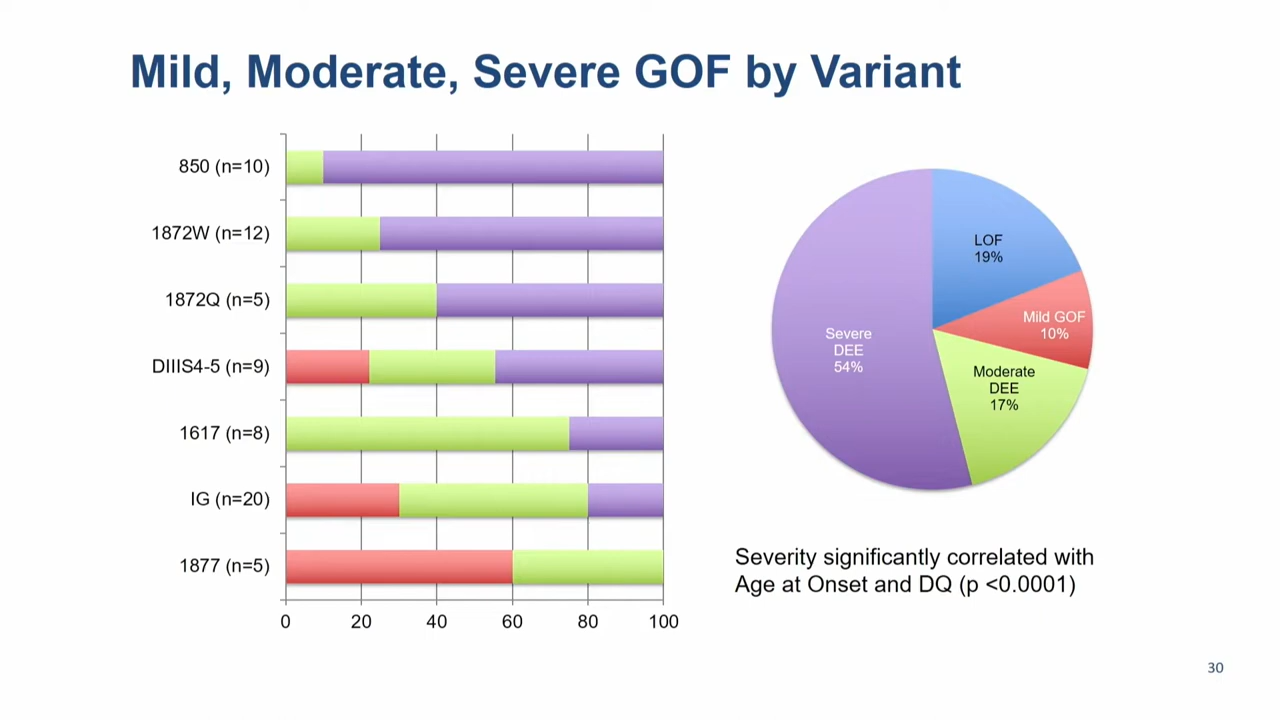 Mild, Moderate, Severe GOF by Variant
850 (n=10)
1872W (n=12)
1872Q (n=5)
DIIIS4-5 (n=9)
1617 (n=8)
IG (n=20)
1877 (n=5)
0 20 40 60 80 100
LOF
19%
Mild GOF
10%
Moderate
DEE
17%
Severe
DEE
54%
Severity significantly correlated with
Age at Onset and DQ (p <0.0001)
30